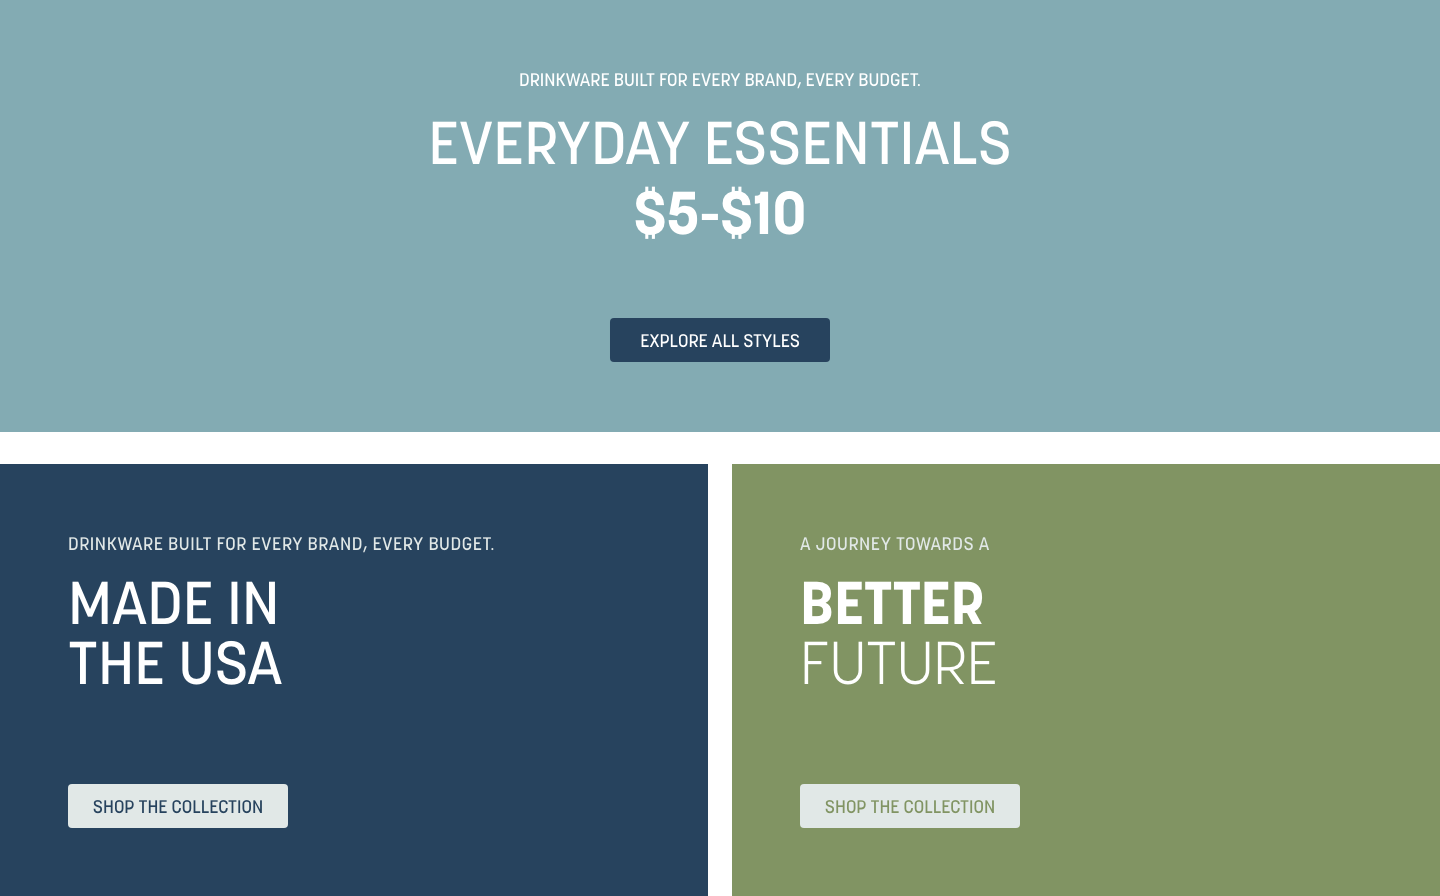 DRINKWARE BUILT FOR EVERY BRAND, EVERY BUDGET.
EVERYDAY ESSENTIALS
$5-$10
EXPLORE ALL STYLES
DRINKWARE BUILT FOR EVERY BRAND, EVERY BUDGET.
MADE IN
THE USA
SHOP THE COLLECTION
A JOURNEY TOWARDS A
BETTER
FUTURE
SHOP THE COLLECTION